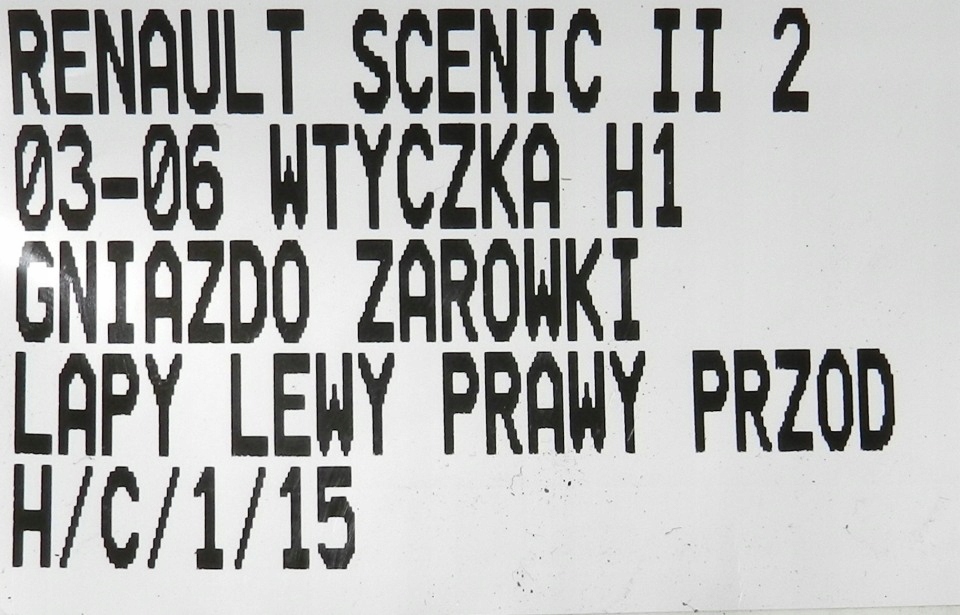 RENAULT SCENIC II 2
03-06 WTYCZKA H1
GNIAZDO ZAROWKI
LAPY LEWY PRAWY PRZOD
H/C/1/15